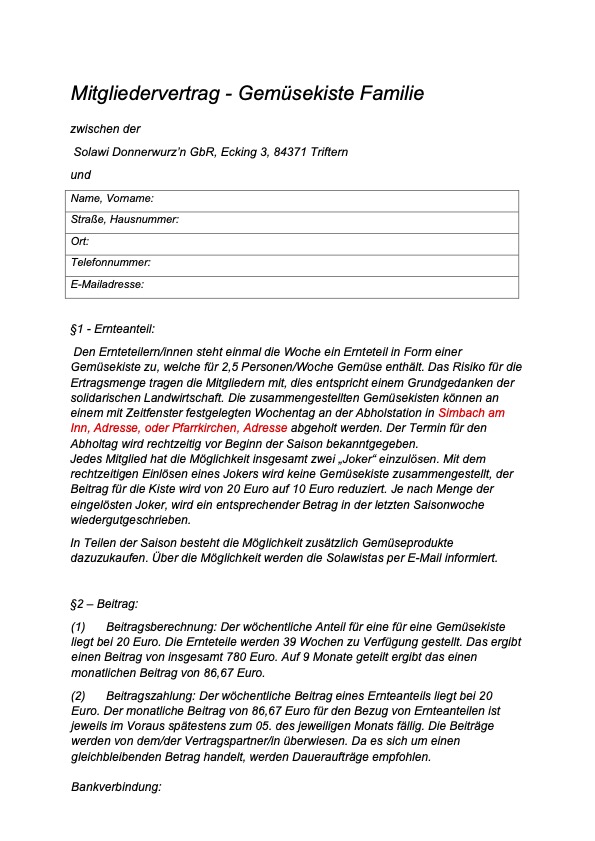 Mitgliedervertrag - Gemüsekiste Familie
zwischen der
Solawi Donnerwurz’n GbR, Ecking 3, 84371 Triftern
und
Name, Vorname:
Straße, Hausnummer:
Ort:
Telefonnummer:
E-Mailadresse:
§1 - Ernteanteil:
Den Ernteteilern/innen steht einmal die Woche ein Ernteteil in Form einer
Gemüsekiste zu, welche für 2,5 Personen/Woche Gemüse enthält. Das Risiko für die
Ertragsmenge tragen die Mitgliedern mit, dies entspricht einem Grundgedanken der
solidarischen Landwirtschaft. Die zusammengestellten Gemüsekisten können an
einem mit Zeitfenster festgelegten Wochentag an der Abholstation in Simbach am
Inn, Adresse, oder Pfarrkirchen, Adresse abgeholt werden. Der Termin für den
Abholtag wird rechtzeitig vor Beginn der Saison bekanntgegeben.
Jedes Mitglied hat die Möglichkeit insgesamt zwei „Joker“ einzulösen. Mit dem
rechtzeitigen Einlösen eines Jokers wird keine Gemüsekiste zusammengestellt, der
Beitrag für die Kiste wird von 20 Euro auf 10 Euro reduziert. Je nach Menge der
eingelösten Joker, wird ein entsprechender Betrag in der letzten Saisonwoche
wiedergutgeschrieben.
In Teilen der Saison besteht die Möglichkeit zusätzlich Gemüseprodukte
dazuzukaufen. Über die Möglichkeit werden die Solawistas per E-Mail informiert.
§2 – Beitrag:
(1) Beitragsberechnung: Der wöchentliche Anteil für eine für eine Gemüsekiste
liegt bei 20 Euro. Die Ernteteile werden 39 Wochen zu Verfügung gestellt. Das ergibt
einen Beitrag von insgesamt 780 Euro. Auf 9 Monate geteilt ergibt das einen
monatlichen Beitrag von 86,67 Euro.
(2) Beitragszahlung: Der wöchentliche Beitrag eines Ernteanteils liegt bei 20
Euro. Der monatliche Beitrag von 86,67 Euro für den Bezug von Ernteanteilen ist
jeweils im Voraus spätestens zum 05. des jeweiligen Monats fällig. Die Beiträge
werden von dem/der Vertragspartner/in überwiesen. Da es sich um einen
gleichbleibenden Betrag handelt, werden Daueraufträge empfohlen.
Bankverbindung: